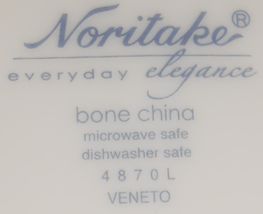 Noritake®
everyday elegance
bone china
microwave safe
dishwasher safe
4870L
VENETO